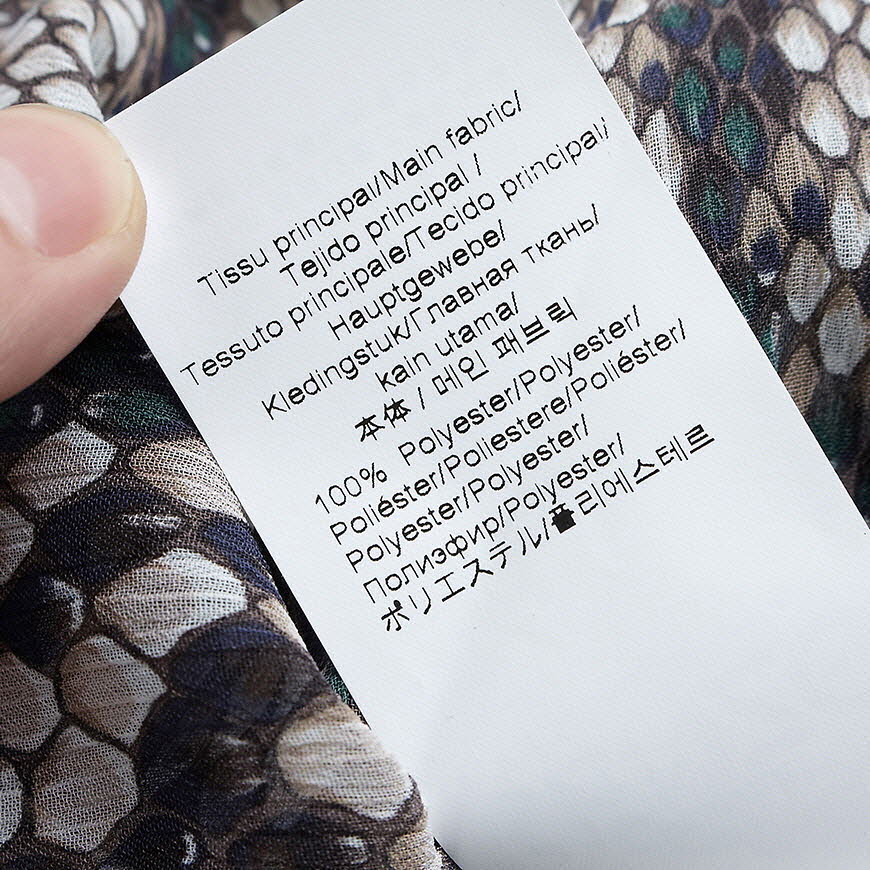 Tissu principal/Main fabric/
Tejido principal /
Tessuto principale/Tecido principal/
Hauptgewebe/
Kledingstuk/Главная ткань/
kain utama/
本体 / 메인 패브릭
100% Polyester/Polyester/
Poliéster/Poliestere/Poliéster/
Polyester/Polyester/
Полиэфир/Polyester/
ポリエステル/폴리에스테르